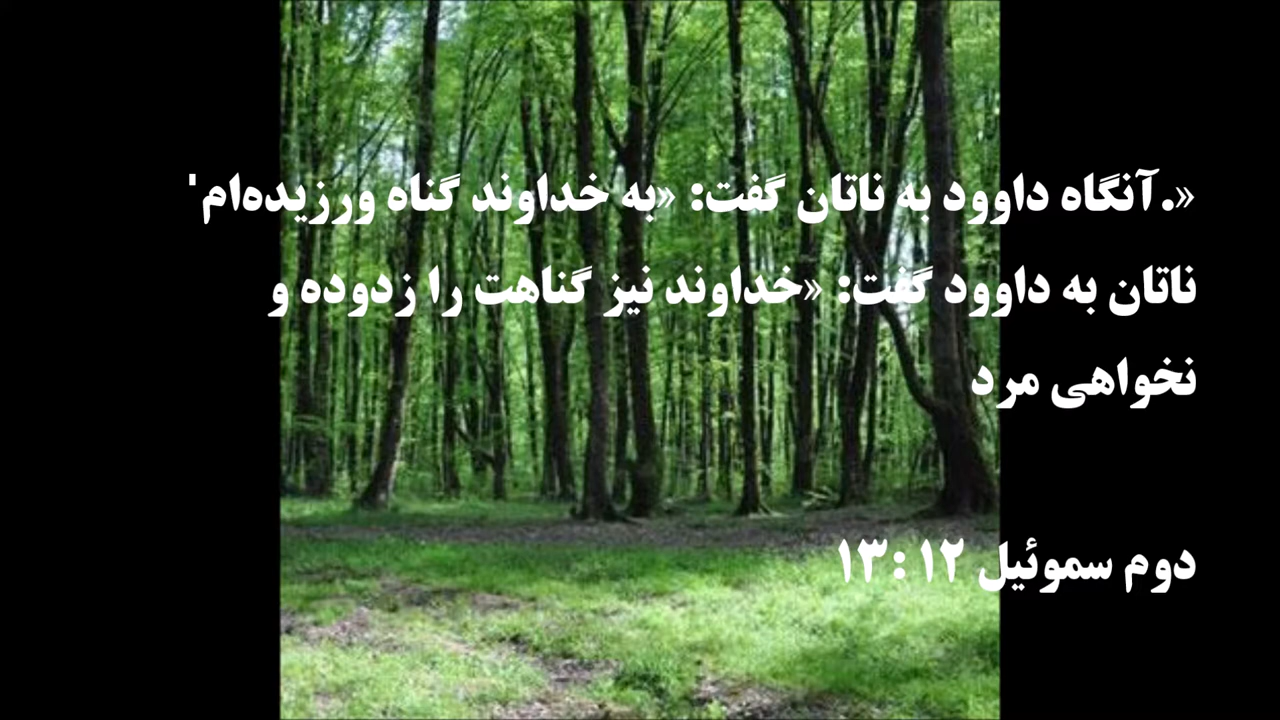 «.آنگاه داوود به ناتان گفت: «به خداوند گناه ورزیده‌ام'
ناتان به داوود گفت: «خداوند نیز گناهت را زدوده و
نخواهی مرد
دوم سموئیل ۱۲ : ۱۳